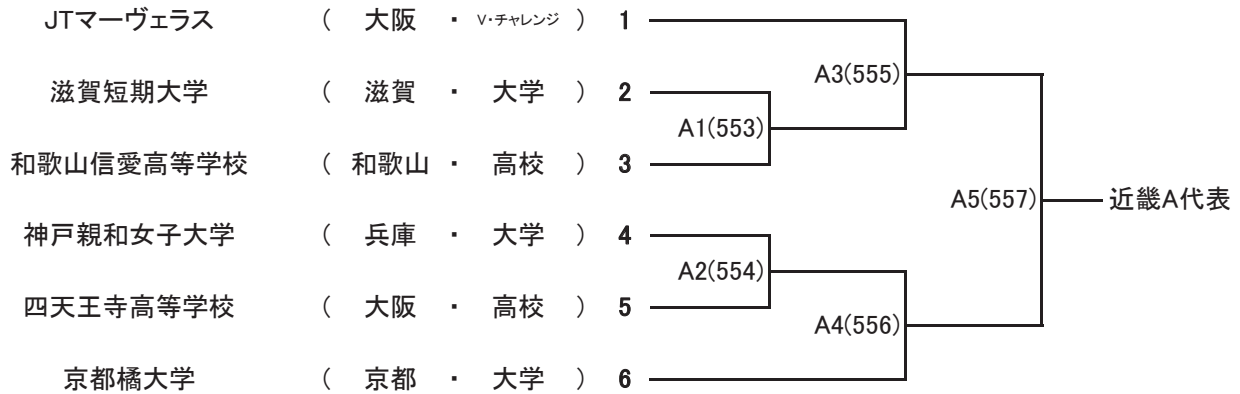 JTマーヴェラス ( 大阪 ・ V・チャレンジ ) 1
A3(555)
滋賀短期大学 ( 滋賀 ・ 大学 ) 2
A1(553)
和歌山信愛高等学校 ( 和歌山 ・ 高校 ) 3
A5(557) 近畿A代表
神戸親和女子大学 ( 兵庫 ・ 大学 ) 4
A2(554)
四天王寺高等学校 ( 大阪 ・ 高校 ) 5
A4(556)
京都橘大学 ( 京都 ・ 大学 ) 6